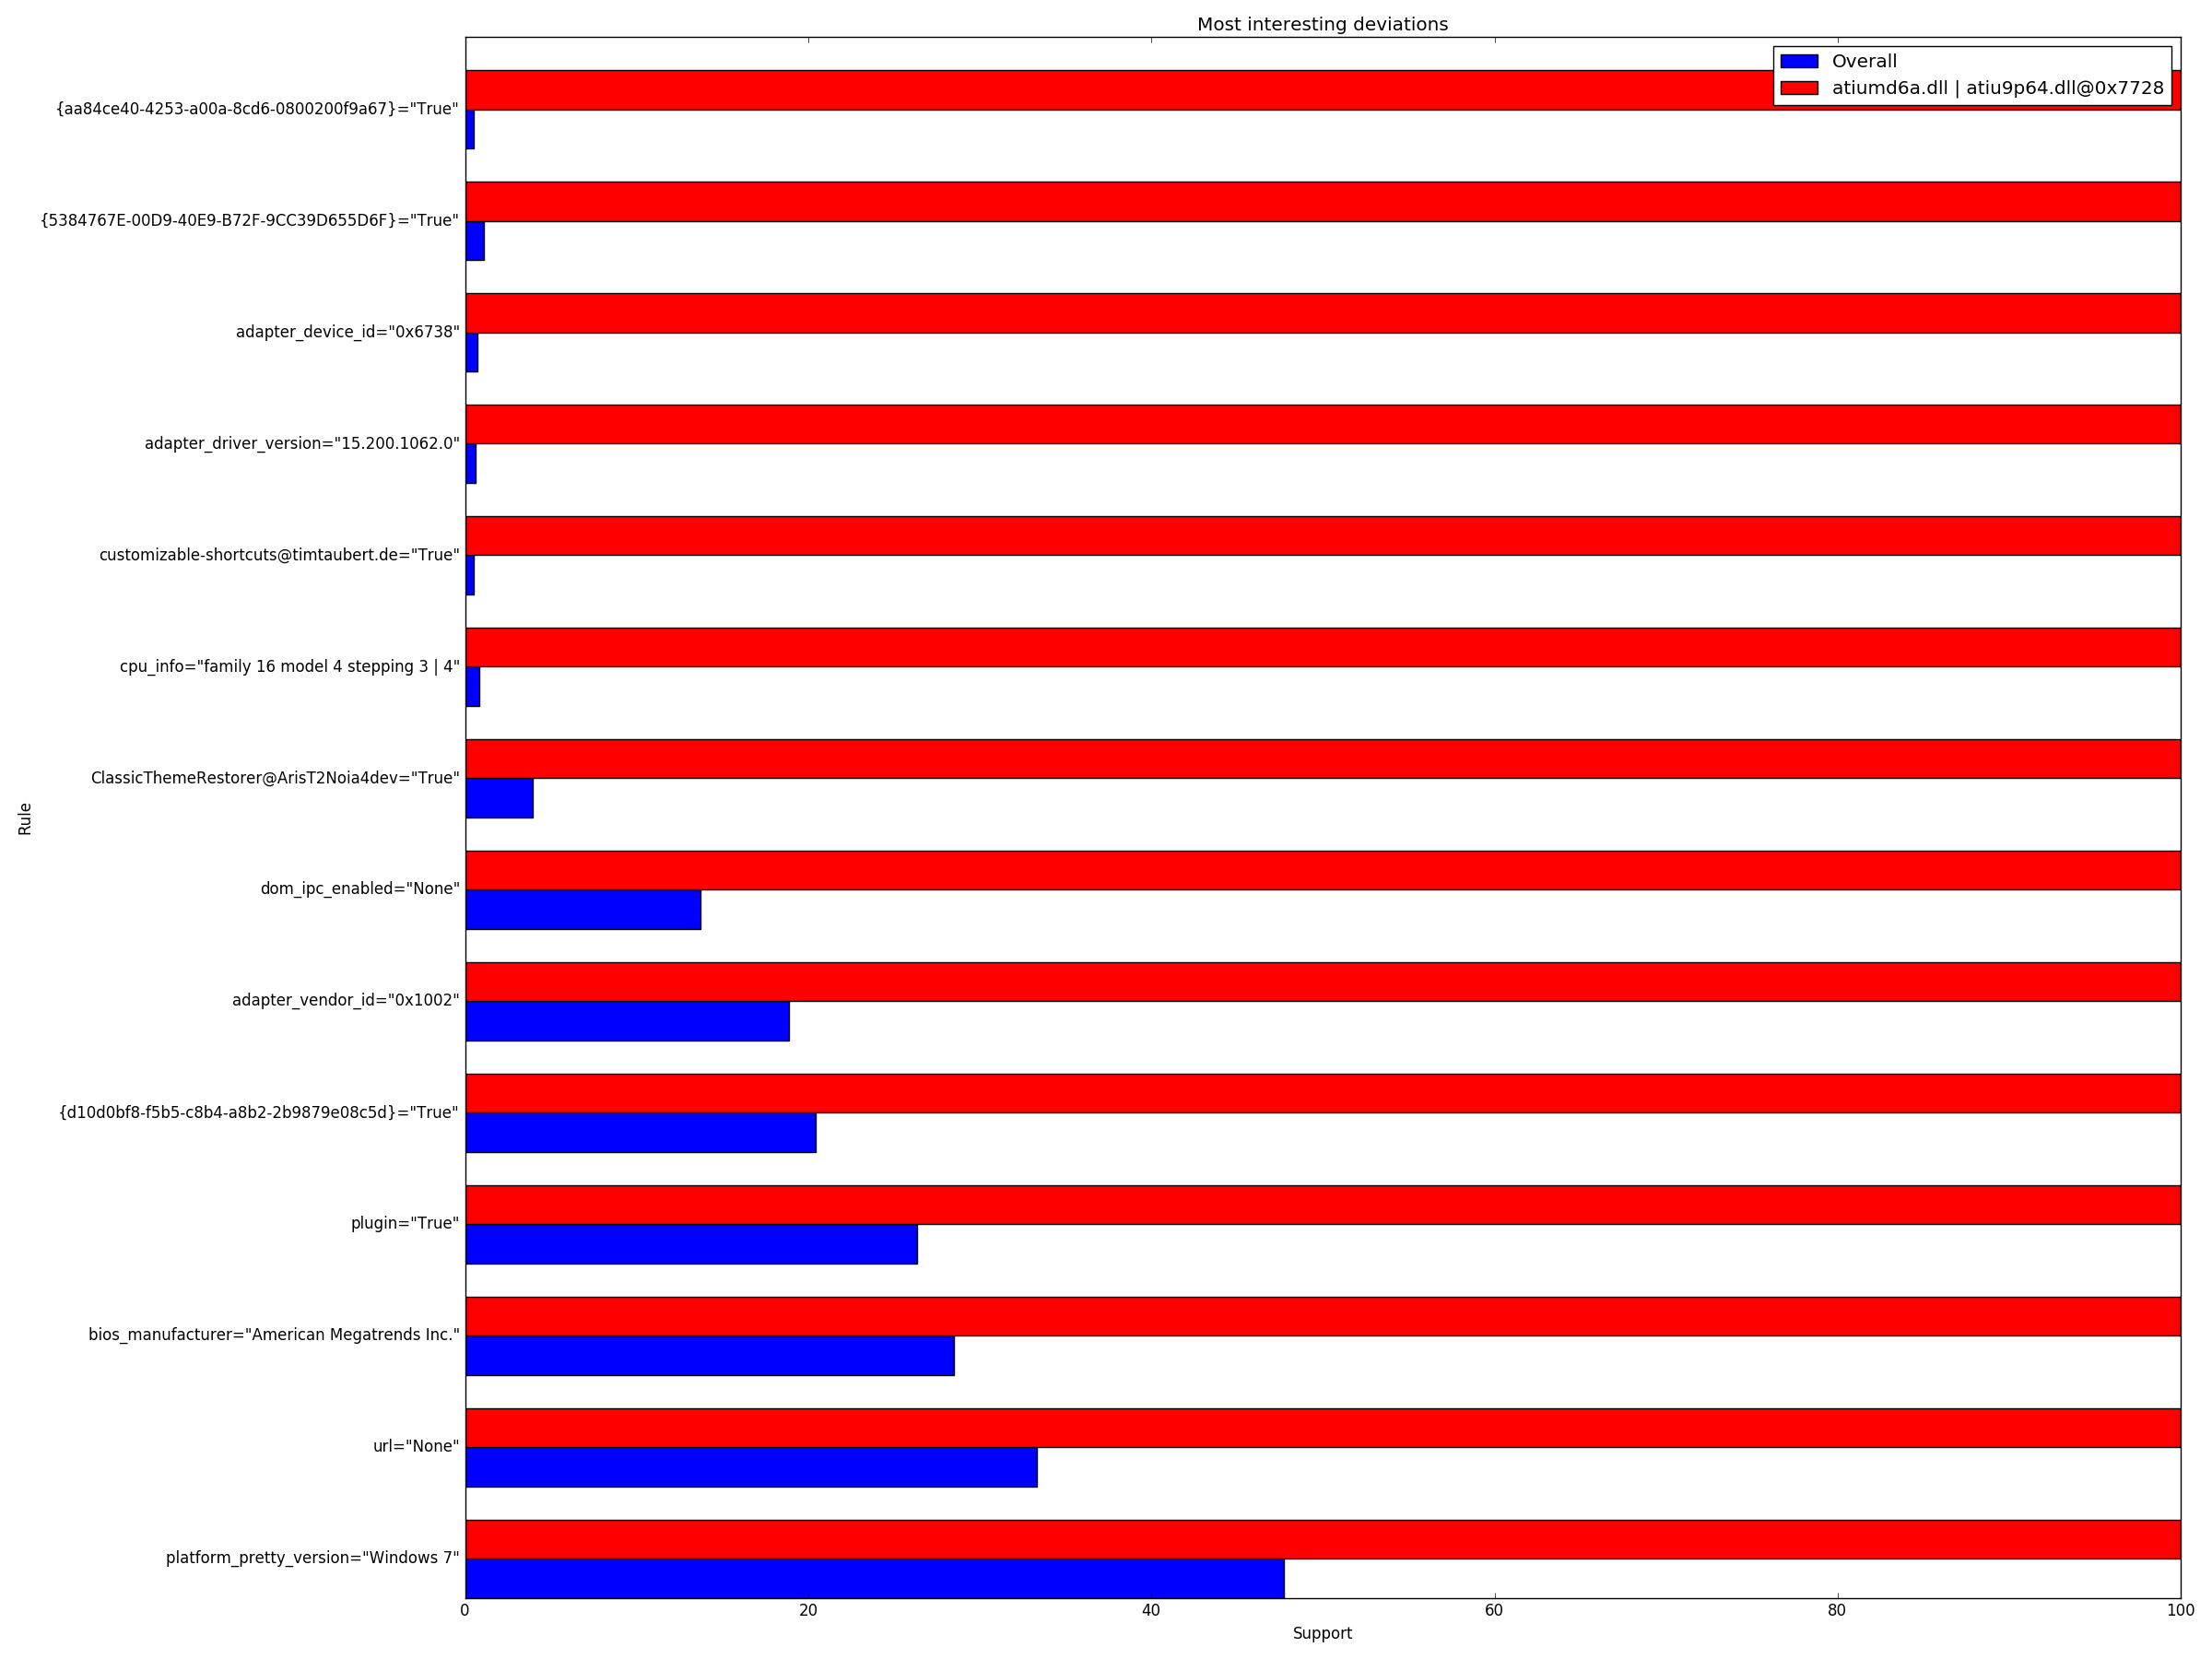 Most interesting deviations
Overall
atiumd6a.dll | atiu9p64.dll@0x7728
{aa84ce40-4253-a00a-8cd6-0800200f9a67}="True"
{5384767E-00D9-40E9-B72F-9CC39D655D6F}="True"
adapter_device_id="0x6738"
adapter_driver_version="15.200.1062.0"
customizable-shortcuts@timtaubert.de="True"
cpu_info="family 16 model 4 stepping 3 | 4"
ClassicThemeRestorer@ArisT2Noia4dev="True"
dom_ipc_enabled="None"
adapter_vendor_id="0x1002"
{d10d0bf8-f5b5-c8b4-a8b2-2b9879e08c5d}="True"
plugin="True"
bios_manufacturer="American Megatrends Inc."
url="None"
platform_pretty_version="Windows 7"
Rule
0 20 40 60 80 100
Support